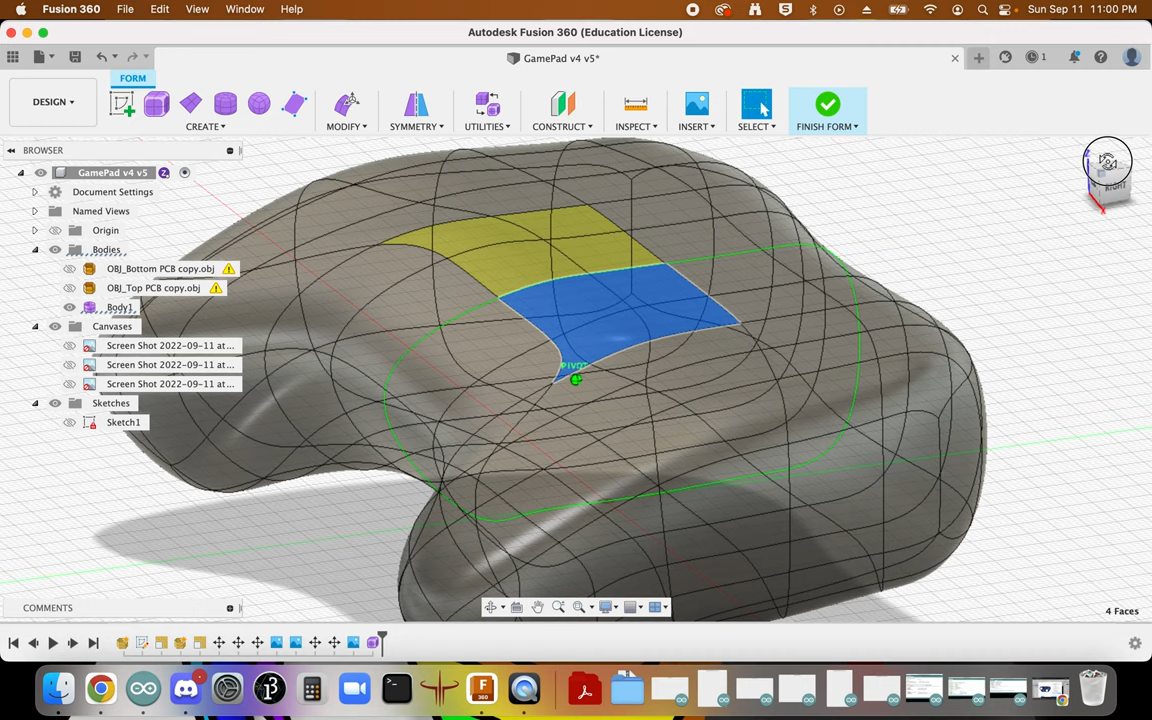 Fusion 360 File Edit View Window Help Sun Sep 11 11:00 PM
Autodesk Fusion 360 (Education License)
GamePad v4 v5* 1
DESIGN
FORM
CREATE MODIFY SYMMETRY UTILITIES CONSTRUCT INSPECT INSERT SELECT FINISH FORM
BROWSER
GamePad v4 v5
Document Settings
Named Views
Origin
Bodies
OBJ_Bottom PCB copy.obj
OBJ_Top PCB copy.obj
Body1
Canvases
Screen Shot 2022-09-11 at...
Screen Shot 2022-09-11 at...
Screen Shot 2022-09-11 at...
Sketches
Sketch1
Z
RIGHT
X
PIVOT
COMMENTS
4 Faces
F
360